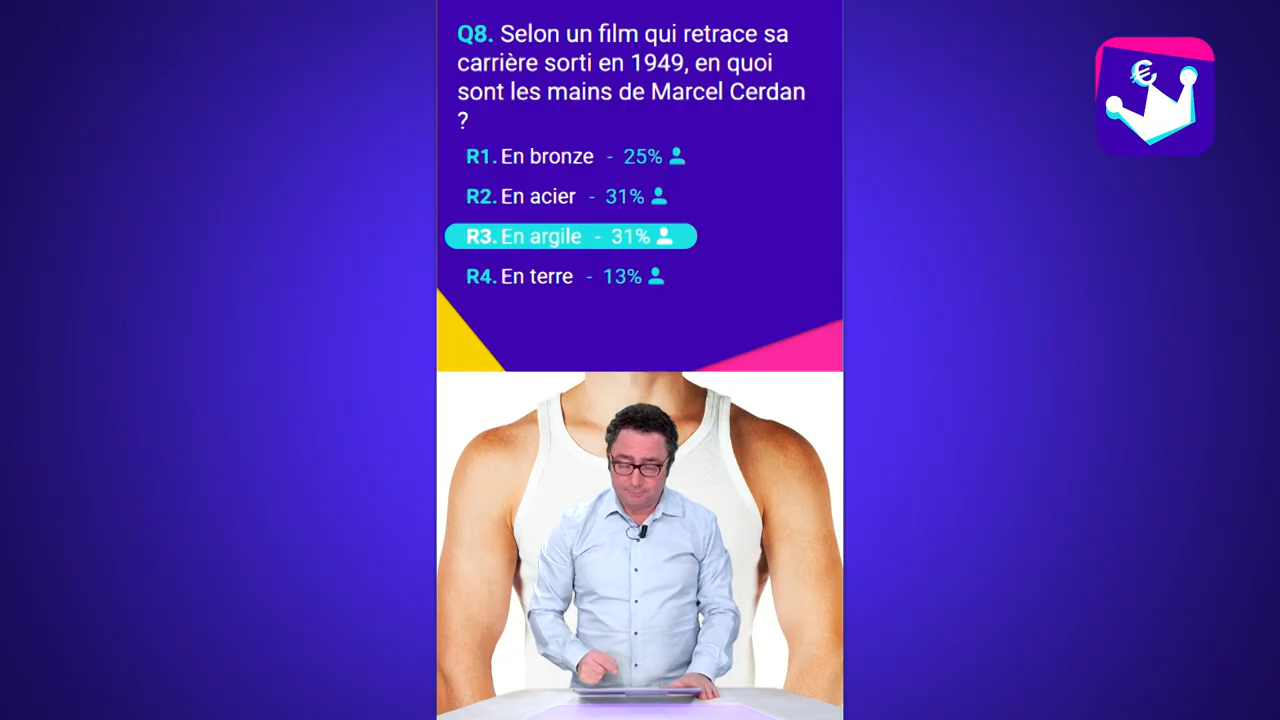 Q8. Selon un film qui retrace sa
carrière sorti en 1949, en quoi
sont les mains de Marcel Cerdan
?
R1. En bronze - 25%
R2. En acier - 31%
R3. En argile - 31%
R4. En terre - 13%
€